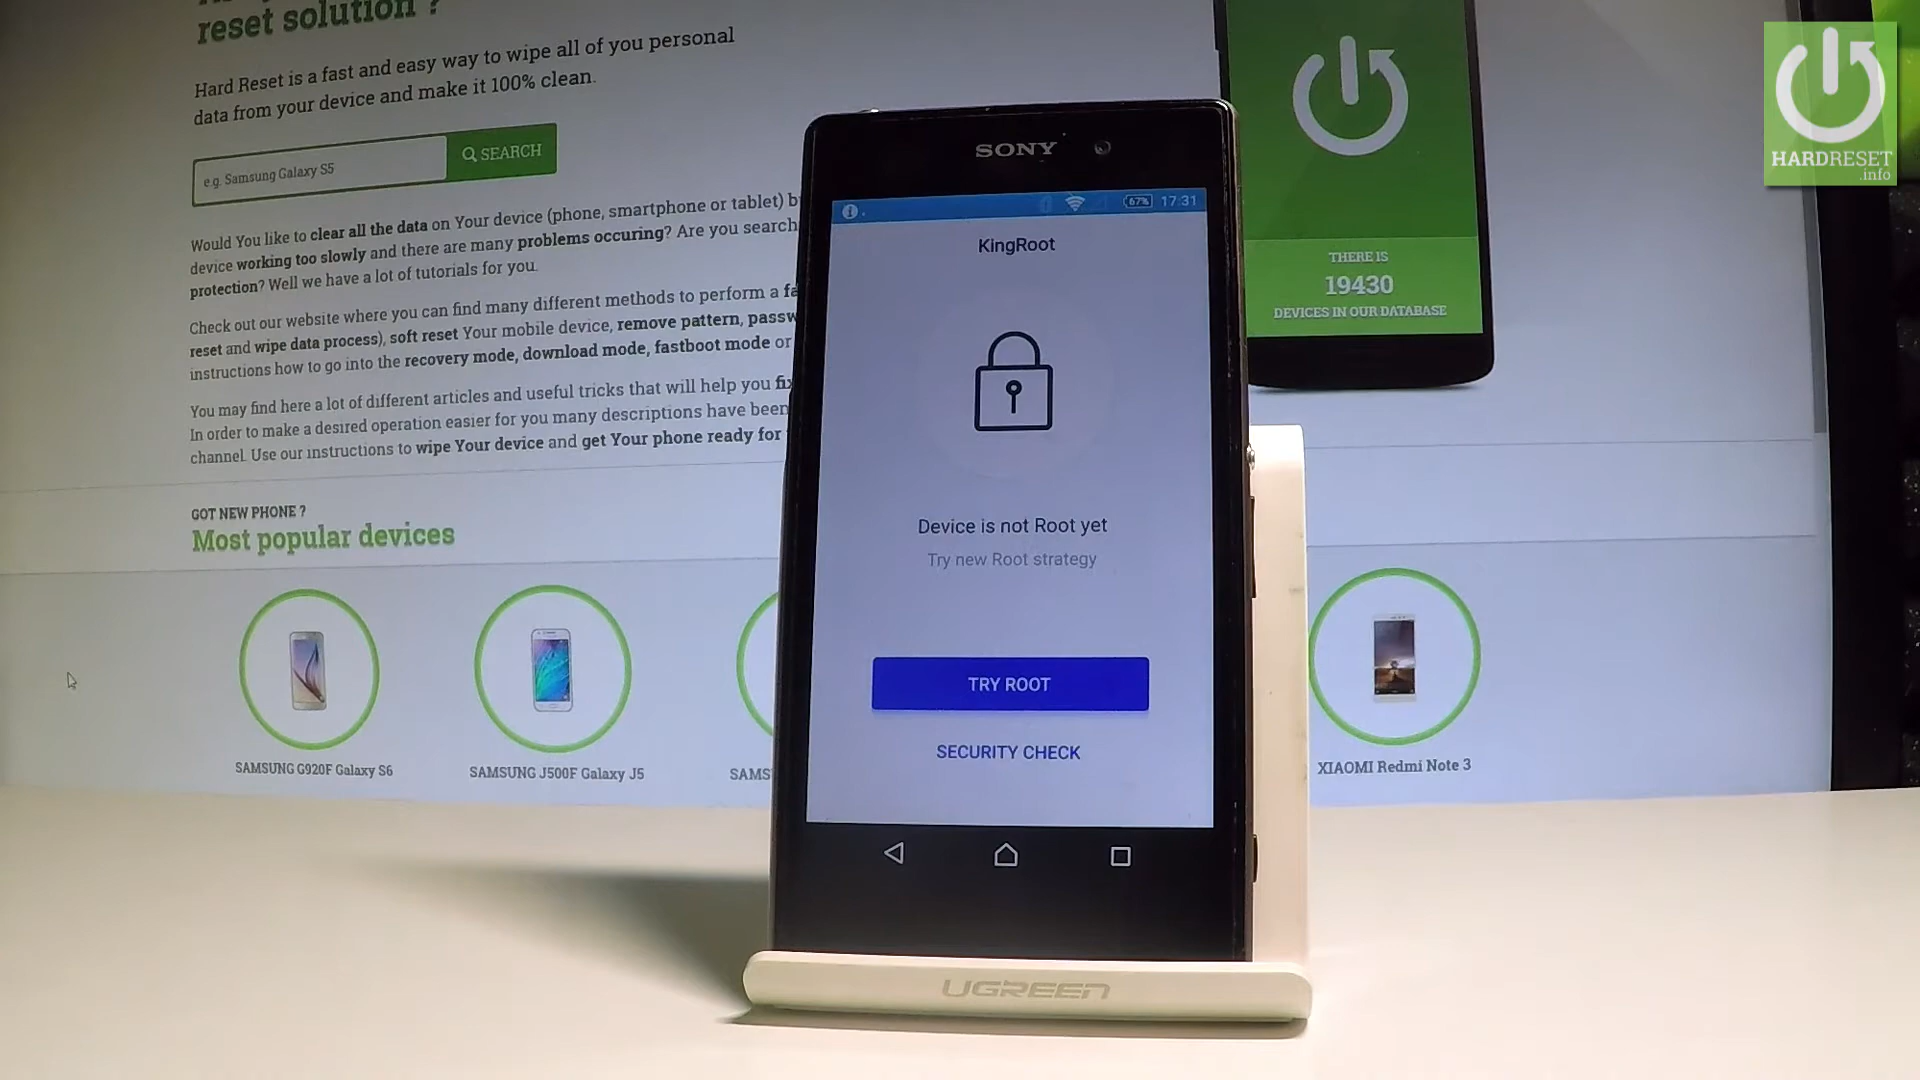 reset solution ?
Hard Reset is a fast and easy way to wipe all of you personal
data from your device and make it 100% clean.
e.g. Samsung Galaxy S5
SEARCH
Would You like to clear all the data on Your device (phone, smartphone or tablet)
device working too slowly and there are many problems occuring? Are you search
protection? Well we have a lot of tutorials for you.
Check out our website where you can find many different methods to perform a
reset and wipe data process), soft reset Your mobile device, remove pattern, passw
instructions how to go into the recovery mode, download mode, fastboot mode or
You may find here a lot of different articles and useful tricks that will help you fix
In order to make a desired operation easier for you many descriptions have been
channel. Use our instructions to wipe Your device and get Your phone ready for
GOT NEW PHONE ?
Most popular devices
SAMSUNG G920F Galaxy S6
SAMSUNG J500F Galaxy J5
SAMS
XIAOMI Redmi Note 3
THERE IS
19430
DEVICES IN OUR DATABASE
HARDRESET
.info
SONY
67% 17:31
KingRoot
Device is not Root yet
Try new Root strategy
TRY ROOT
SECURITY CHECK
UGREEN